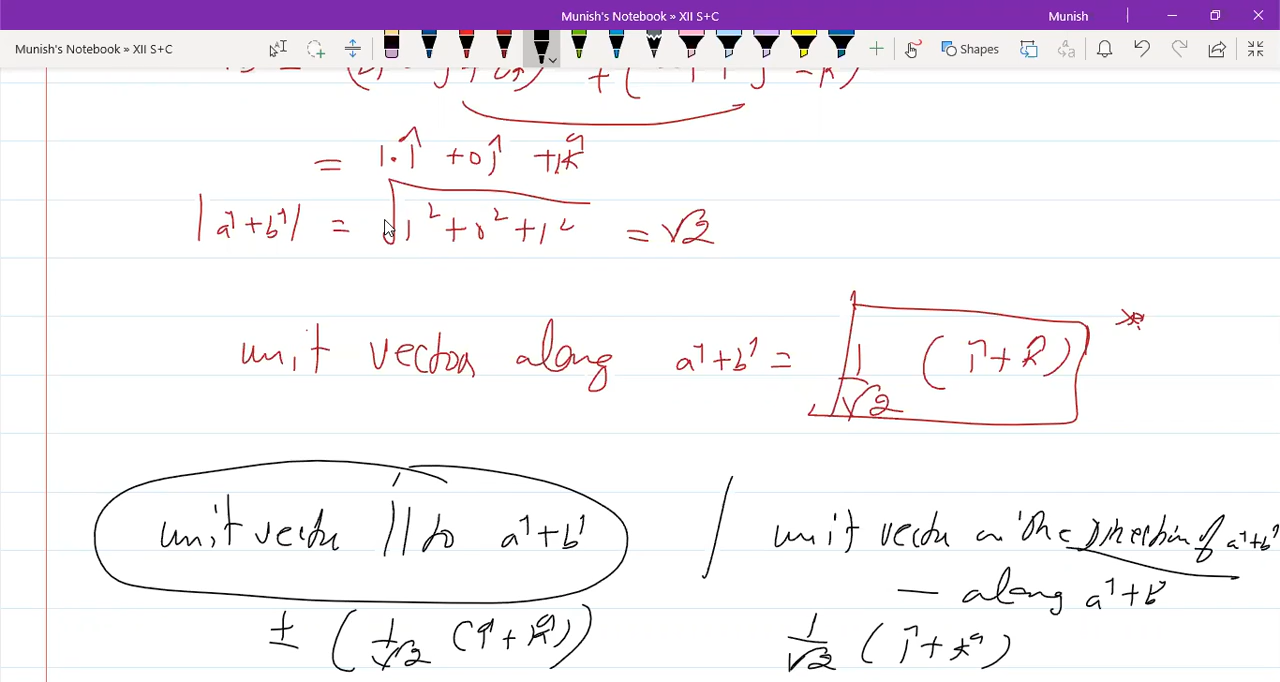 Munish's Notebook » XII S+C
Munish
Munish's Notebook » XII S+C
Shapes
= 1.î + 0ĵ + 1k̂
|a⃗ + b⃗| = √1² + 0² + 1² = √2
unit vector along a⃗ + b⃗ = 1/√2 (î + k̂)
unit vector || to a⃗ + b⃗ / unit vector in the direction of a⃗ + b⃗
— along a⃗ + b⃗
± (1/√2 (î + k̂)) 1/√2 (î + k̂)